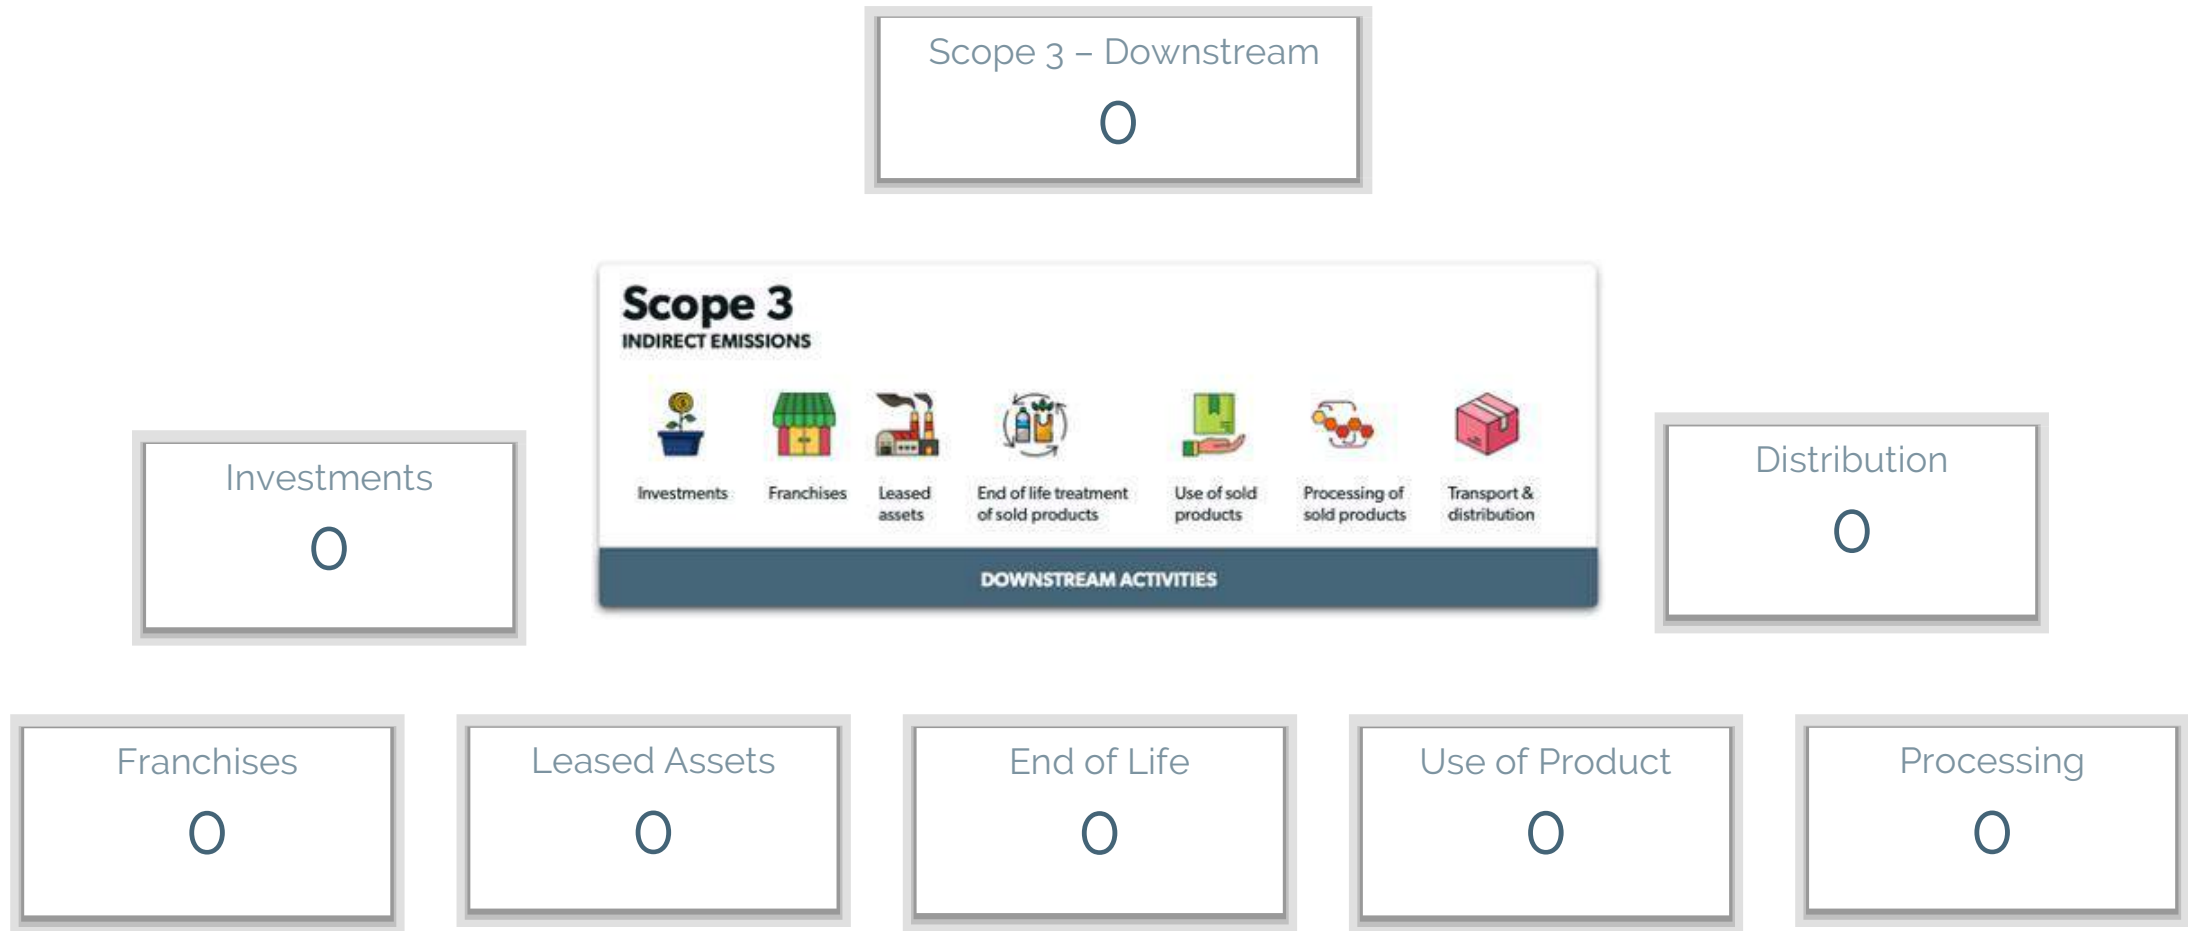 Scope 3 – Downstream
0
Scope 3
INDIRECT EMISSIONS
Investments
Franchises
Leased
assets
End of life treatment
of sold products
Use of sold
products
Processing of
sold products
Transport &
distribution
DOWNSTREAM ACTIVITIES
Investments
0
Distribution
0
Franchises
0
Leased Assets
0
End of Life
0
Use of Product
0
Processing
0